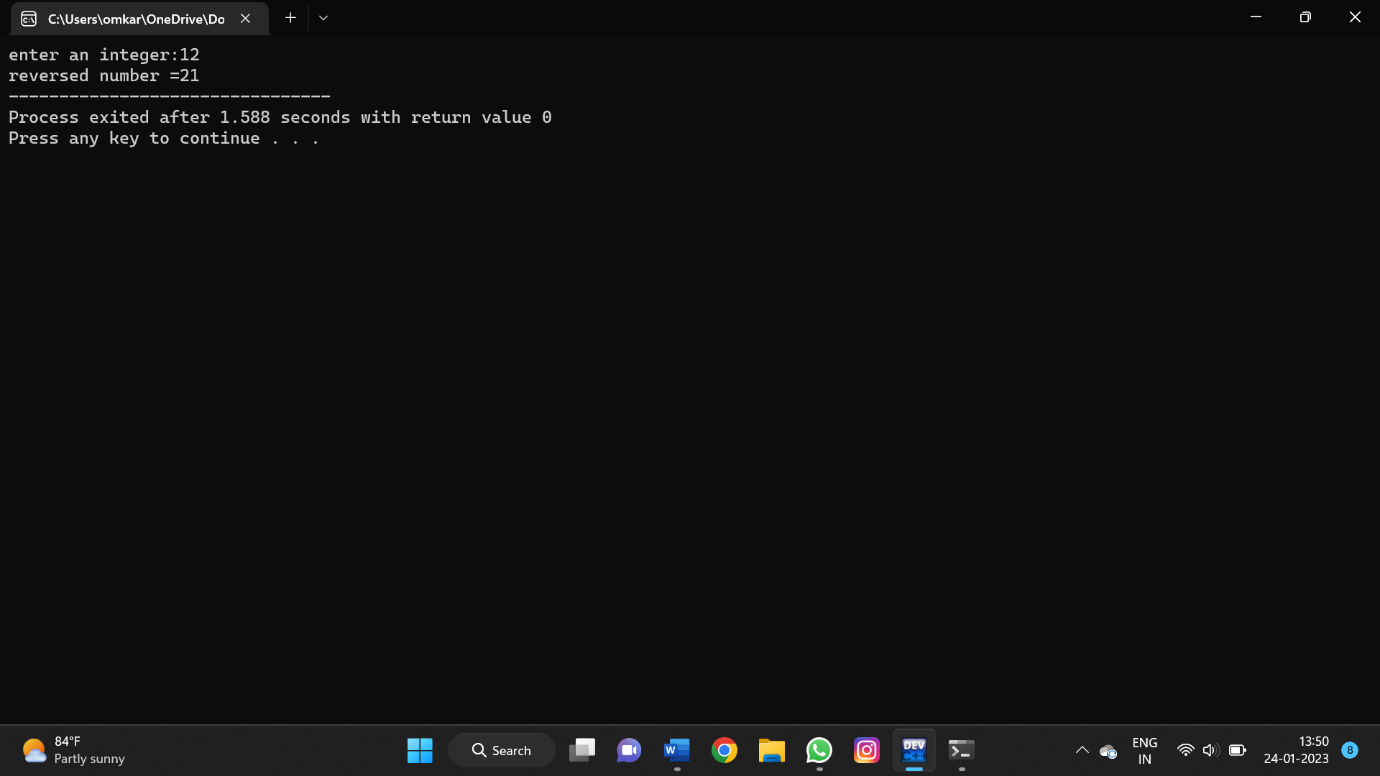 C:\Users\omkar\OneDrive\Do
enter an integer:12
reversed number =21
--------------------------------
Process exited after 1.588 seconds with return value 0
Press any key to continue . . .
84°F
Partly sunny
Search
DEV
ENG
IN
13:50
24-01-2023
8